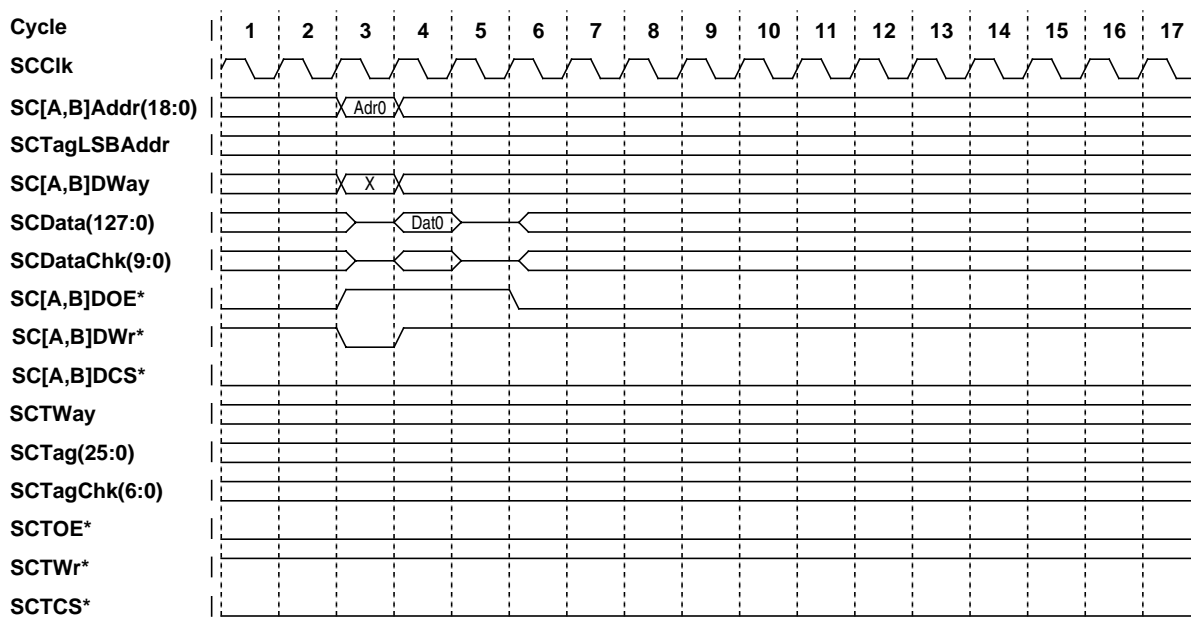 Cycle | 1 2 3 4 5 6 7 8 9 10 11 12 13 14 15 16 17
SCClk |
SC[A,B]Addr(18:0) | Adr0
SCTagLSBAddr |
SC[A,B]DWay | X
SCData(127:0) | Dat0
SCDataChk(9:0) |
SC[A,B]DOE* |
SC[A,B]DWr* |
SC[A,B]DCS* |
SCTWay |
SCTag(25:0) |
SCTagChk(6:0) |
SCTOE* |
SCTWr* |
SCTCS* |